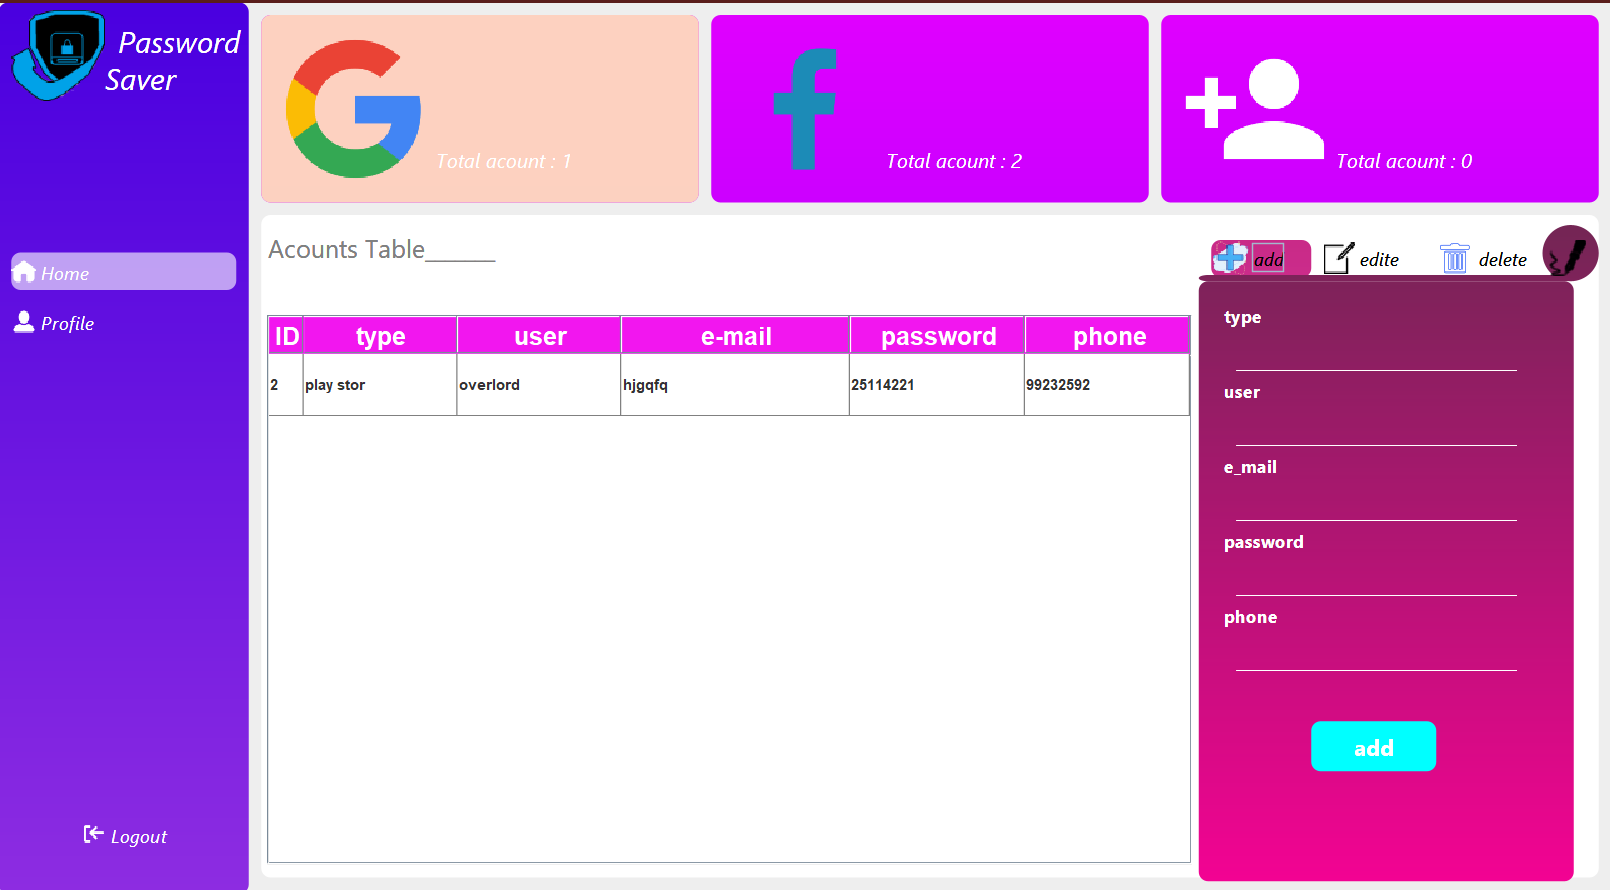 Password
Saver
Home
Profile
Logout
Total acount : 1
Total acount : 2
Total acount : 0
Acounts Table______
add
edite
delete
ID type user e-mail password phone
2 play stor overlord hjgqfq 25114221 99232592
type
user
e_mail
password
phone
add